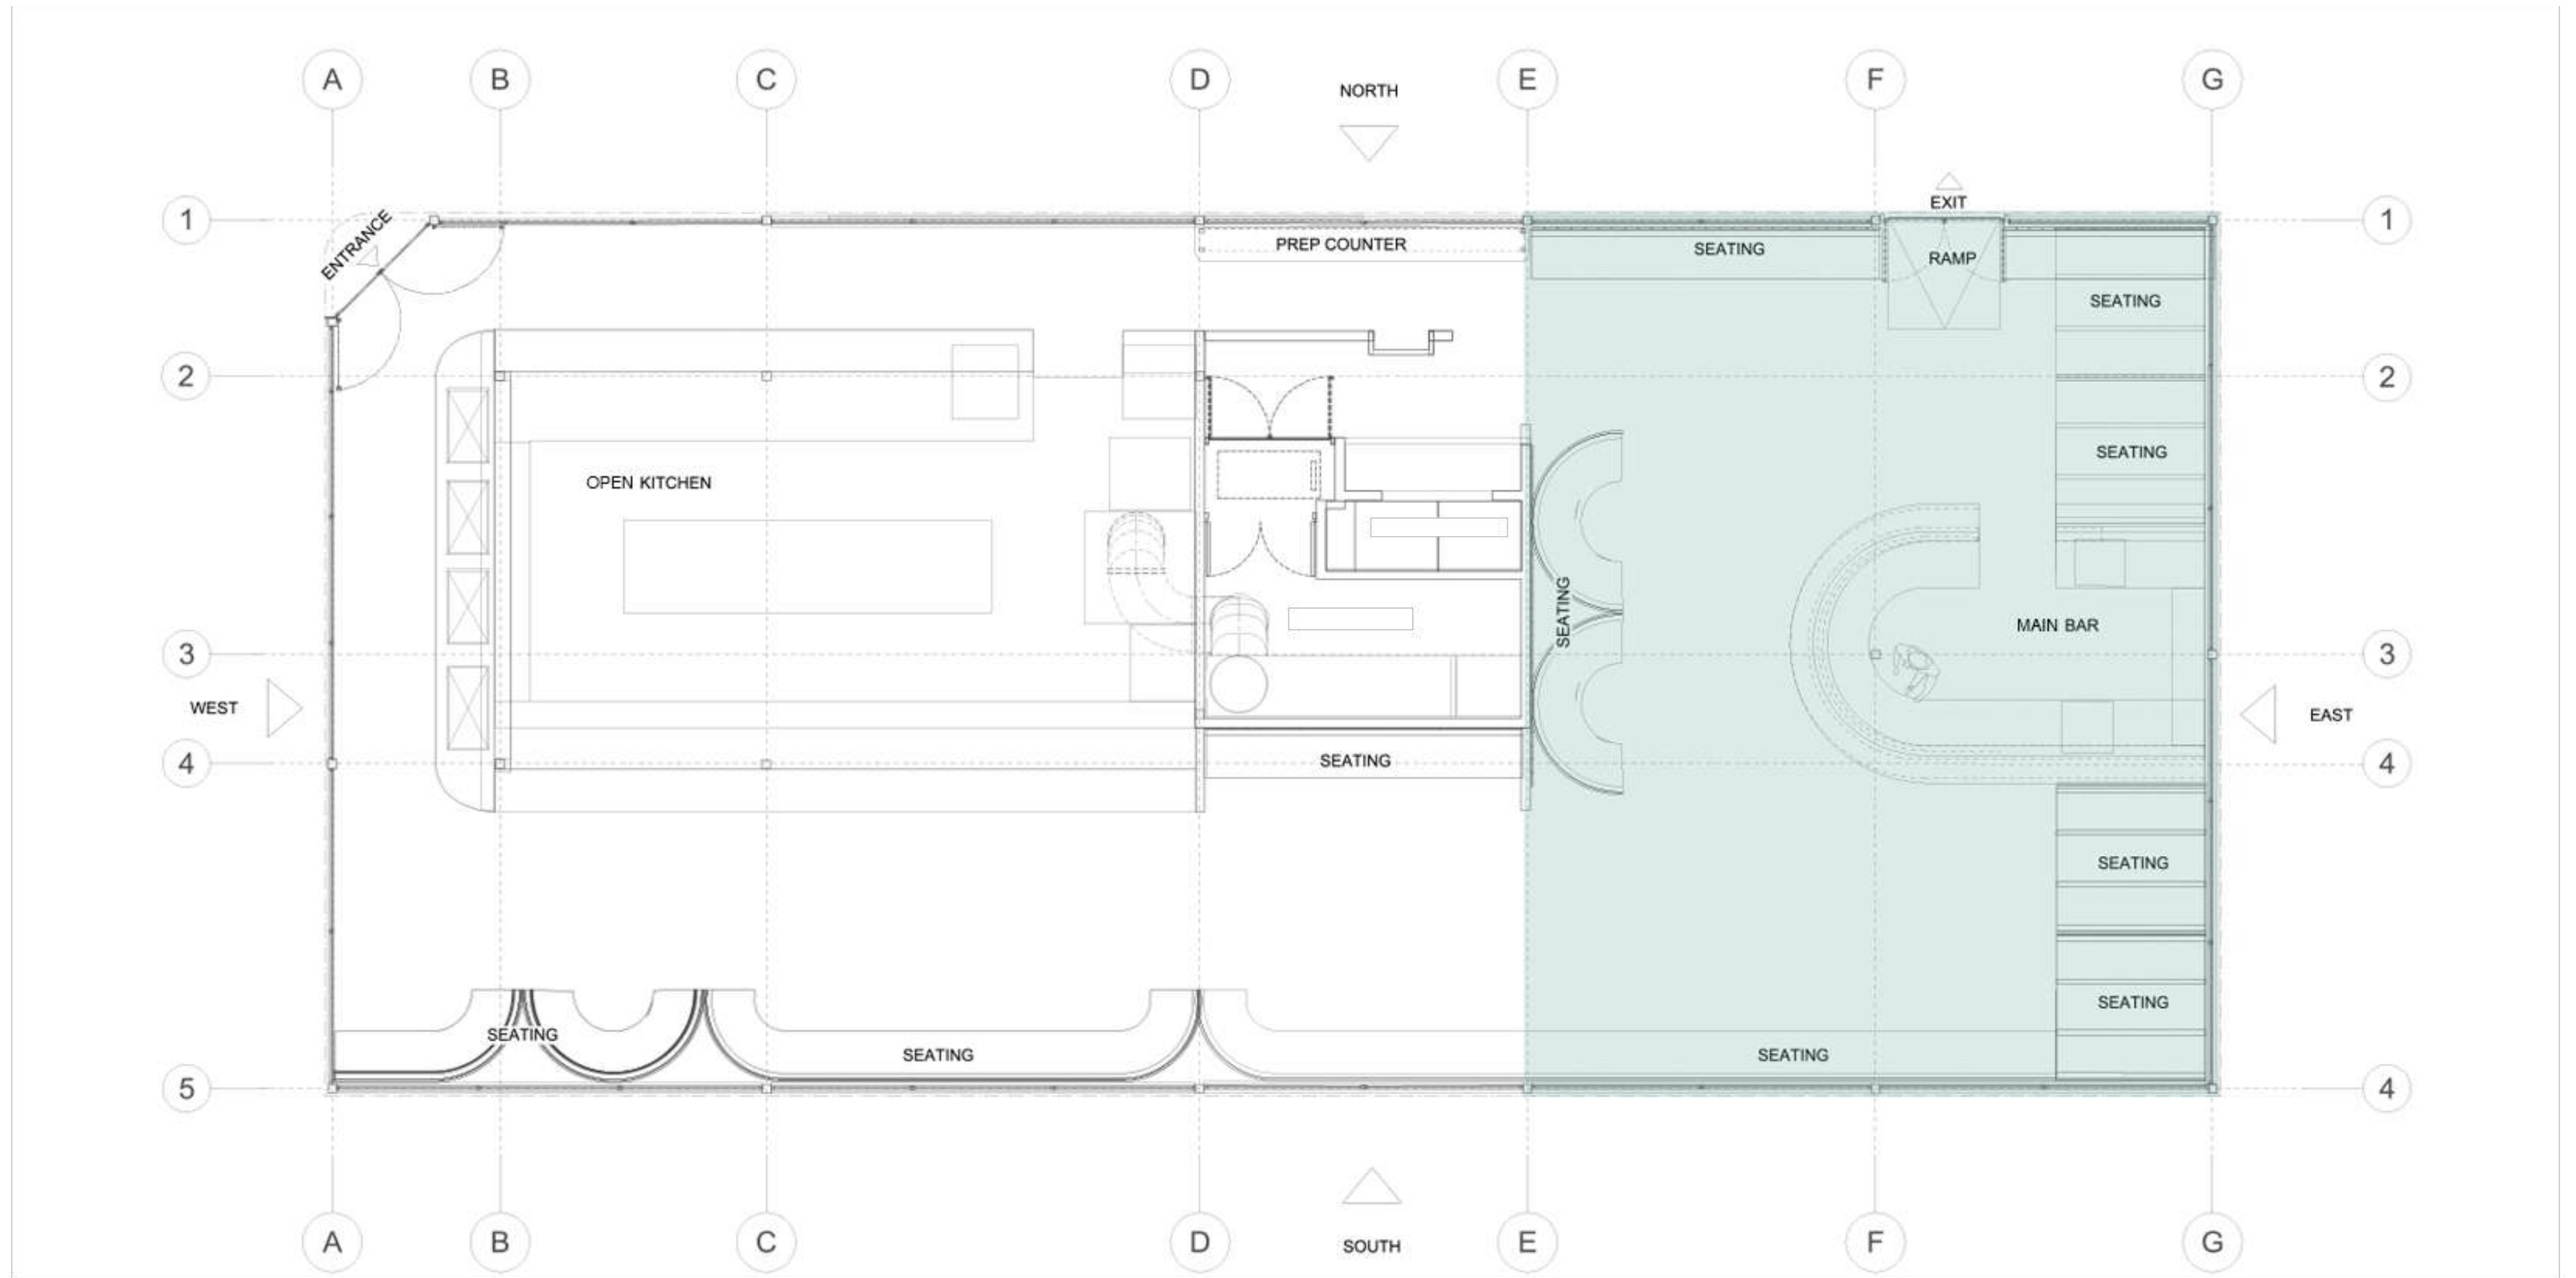 A B C D E F G
NORTH
1 ENTRANCE EXIT 1
PREP COUNTER SEATING RAMP
SEATING
2 2
SEATING
OPEN KITCHEN
SEATING
MAIN BAR
3 3
WEST EAST
4 SEATING 4
SEATING
SEATING
SEATING
SEATING SEATING
5 4
A B C D E F G
SOUTH